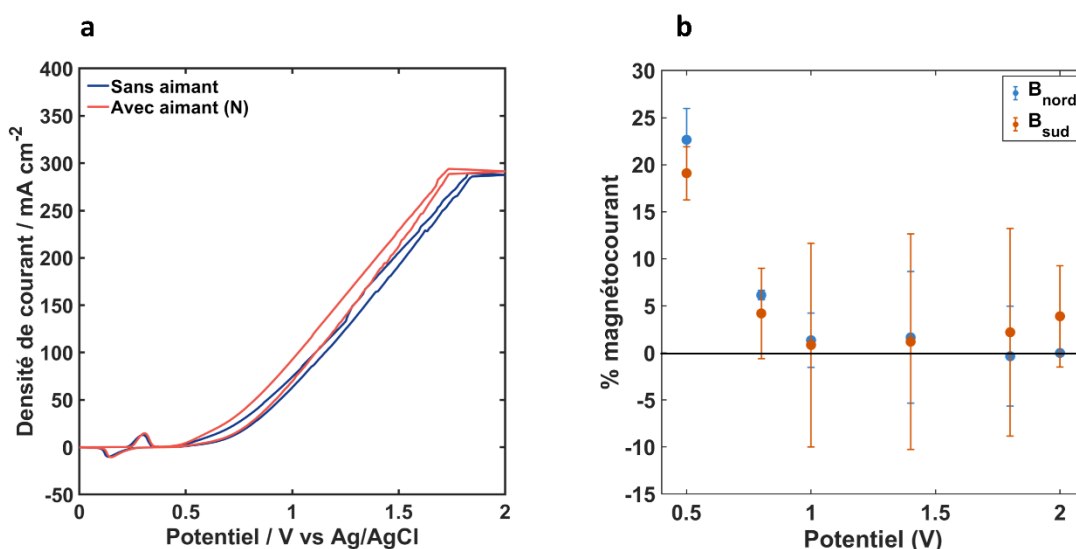 a
400
350
300
250
200
150
100
50
0
-50
Densité de courant / mA cm-2
Sans aimant
Avec aimant (N)
0
0.5
1
1.5
2
Potentiel / V vs Ag/AgCl
b
30
25
20
15
10
5
0
-5
-10
-15
% magnétocourant
Bnord
Bsud
0.5
1
1.5
2
Potentiel (V)